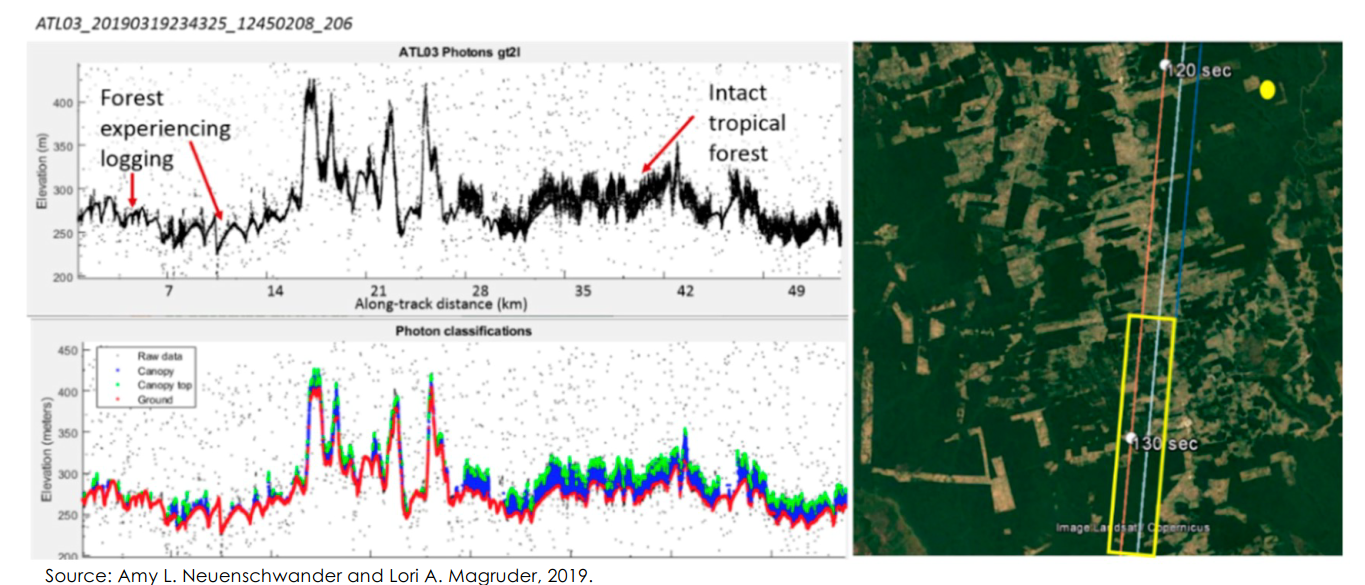 ATL03_20190319234325_12450208_206
ATL03 Photons gt2l
Elevation (m)
400
350
300
250
200
Forest
experiencing
logging
Intact
tropical
forest
7 14 21 28 35 42 49
Along-track distance (km)
Photon classifications
Elevation (meters)
450
400
350
300
250
200
Raw data
Canopy
Canopy top
Ground
120 sec
130 sec
Image Landsat / Copernicus
Source: Amy L. Neuenschwander and Lori A. Magruder, 2019.